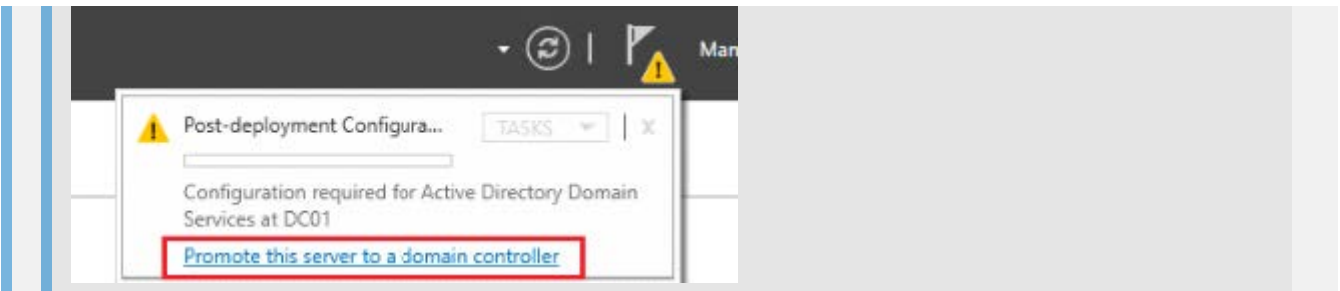 Man
Post-deployment Configura...
TASKS
x
Configuration required for Active Directory Domain
Services at DC01
Promote this server to a domain controller